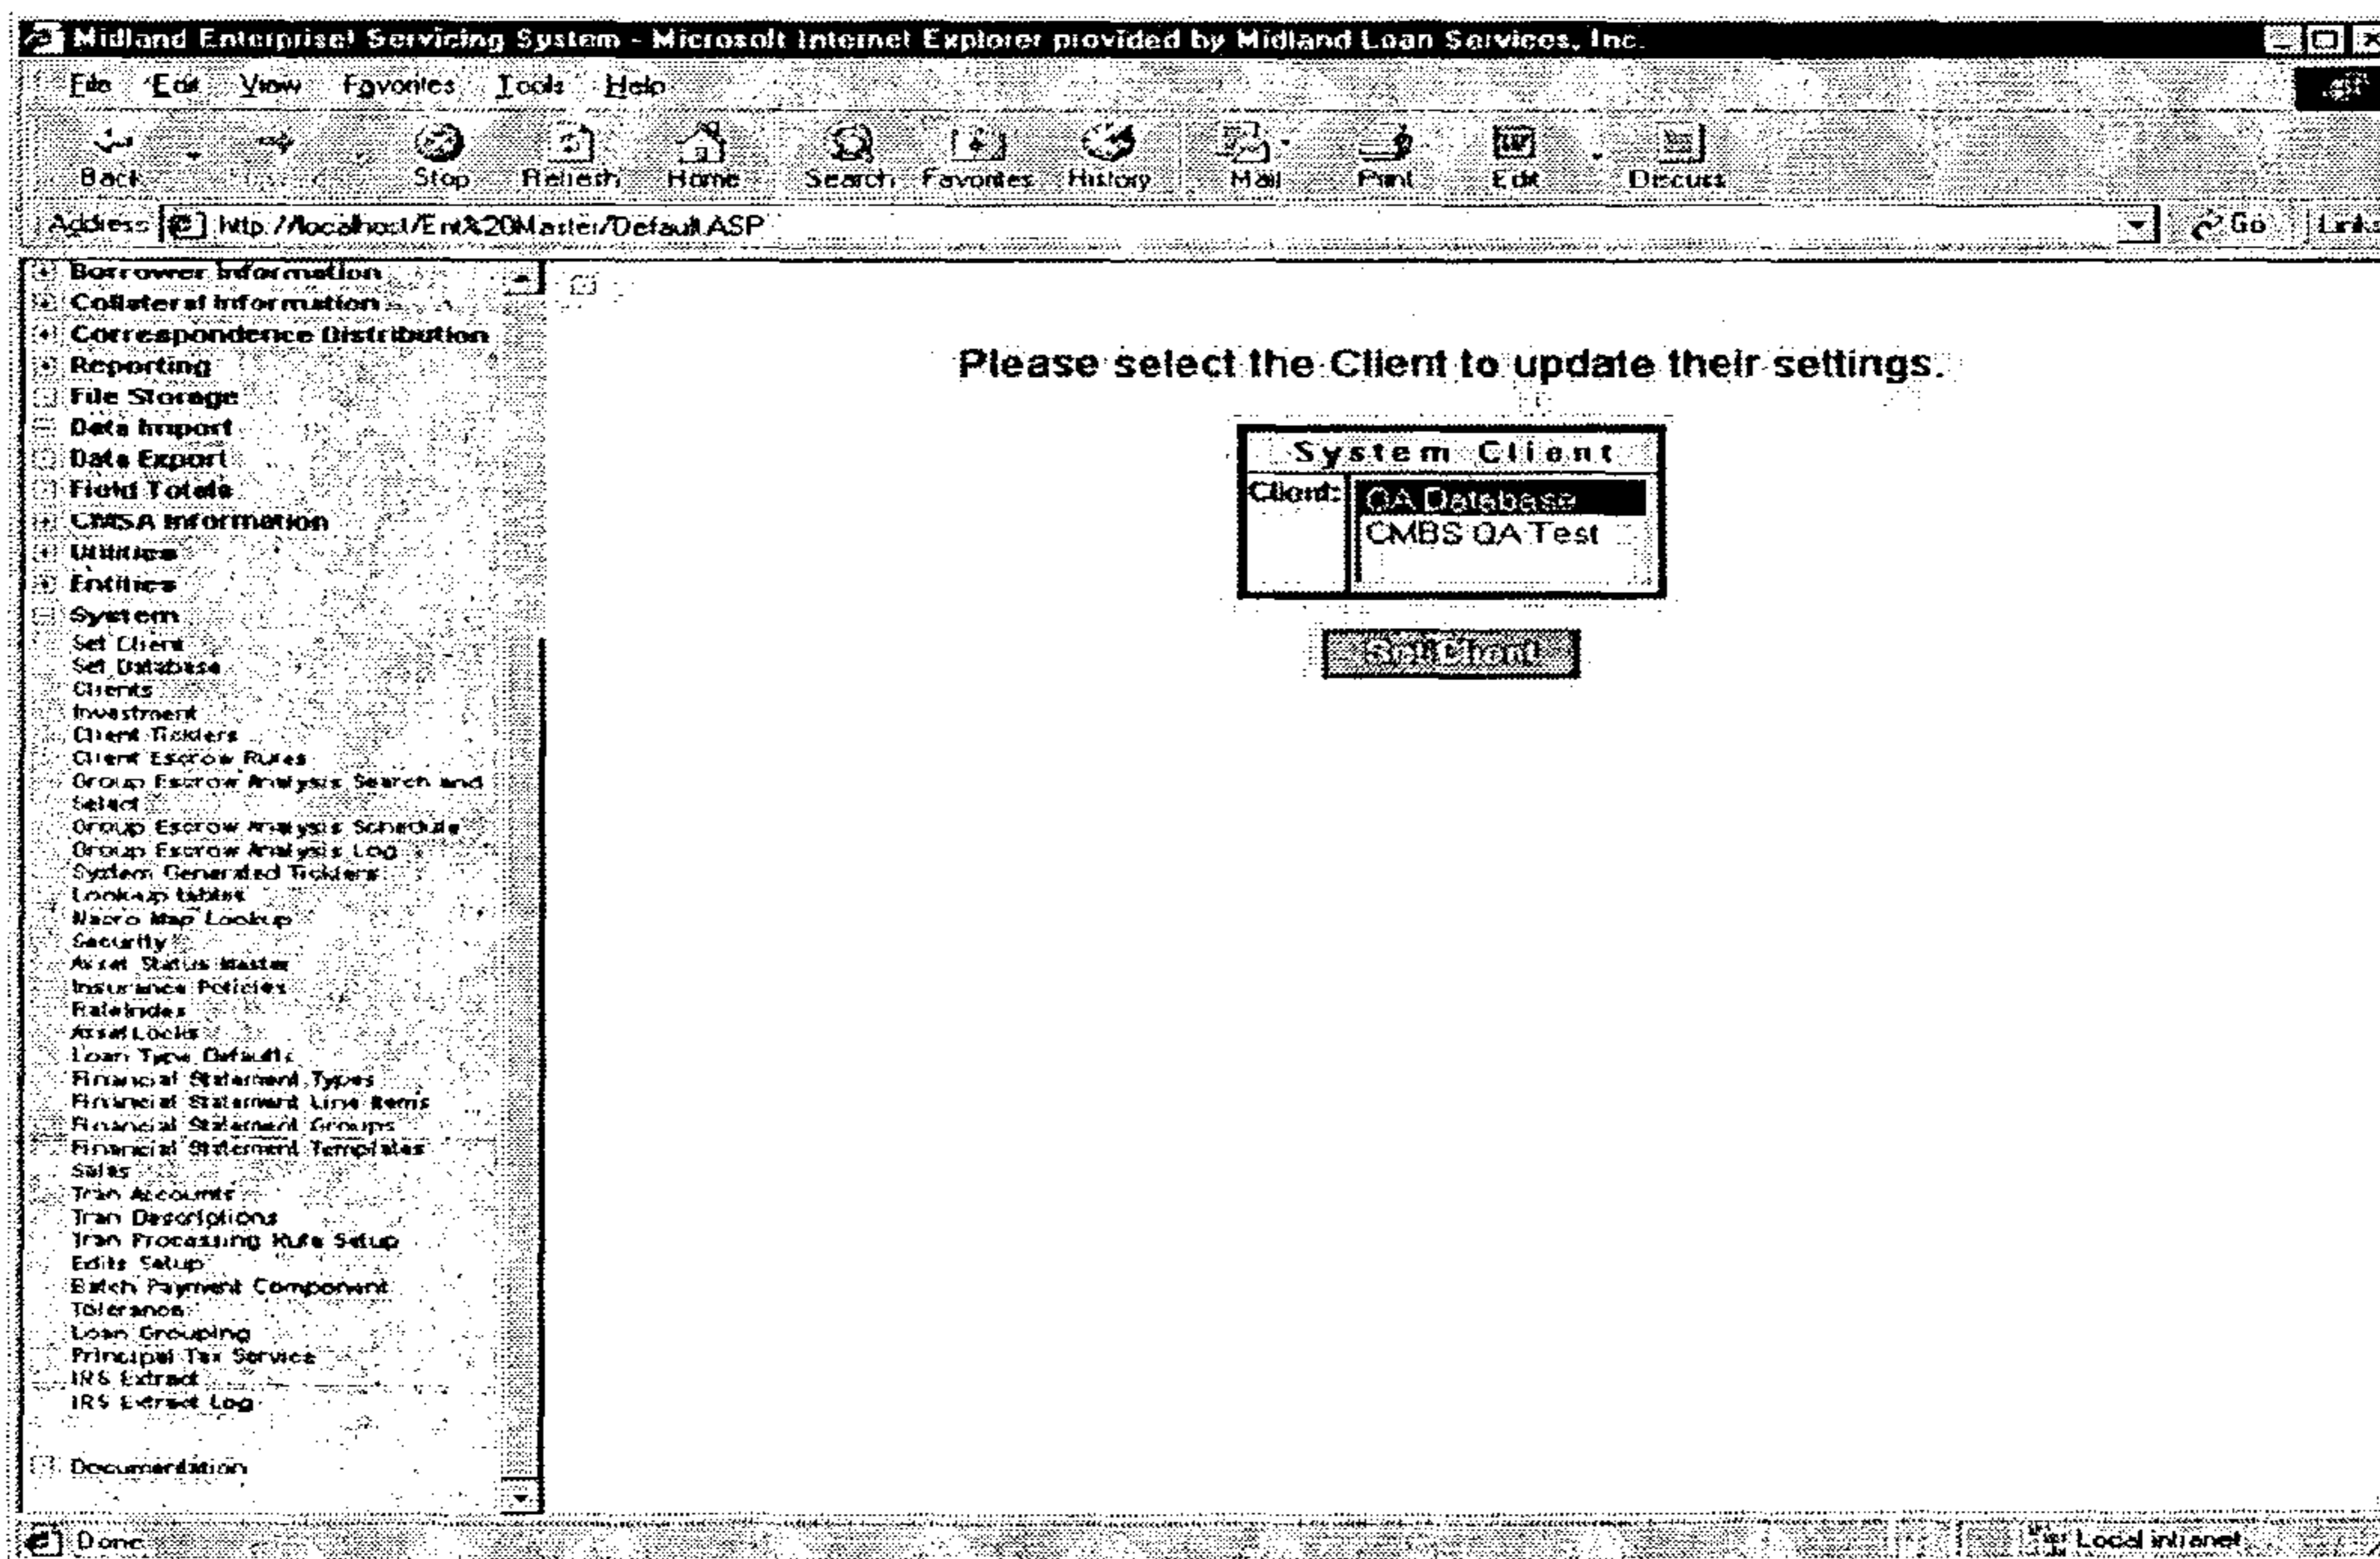 Midland Enterprise! Servicing System - Microsoft Internet Explorer provided by Midland Loan Services, Inc.
File Edit View Favorites Tools Help
Back Stop Refresh Home Search Favorites History Mail Print Edit Discuss
Address http://localhost/Ent%20Master/Default.ASP Go Links
Borrower Information
Collateral Information
Correspondence Distribution
Reporting
File Storage
Data Import
Data Export
Field Totals
CMSA Information
Utilities
Entities
System
Set Client
Set Database
Clients
Investment
Client Ticklers
Client Escrow Rules
Group Escrow Analysis Search and
Select
Group Escrow Analysis Schedule
Group Escrow Analysis Log
System Generated Ticklers
Lookup tables
Macro Map Lookup
Security
Asset Status Master
Insurance Policies
RateIndex
Asset Locks
Loan Type Defaults
Financial Statement Types
Financial Statement Line Items
Financial Statement Groups
Financial Statement Templates
Sales
Tran Accounts
Tran Descriptions
Tran Processing Rule Setup
Edits Setup
Batch Payment Component
Tolerance
Loan Grouping
Principal Tax Service
IRS Extract
IRS Extract Log
Documentation
Please select the Client to update their settings.
System Client
Client: QA Database
CMBS QA Test
Set Client
Done Local intranet